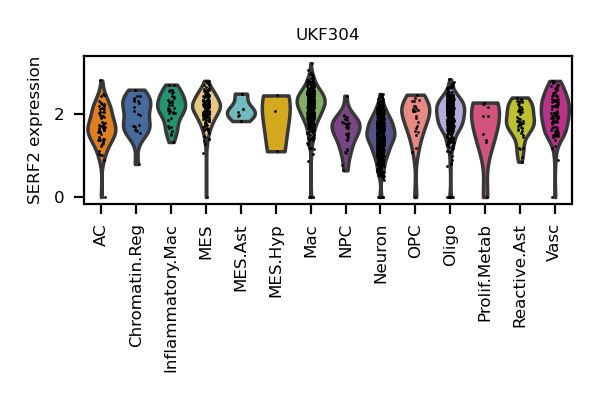 UKF304
SERF2 expression
2
0
AC
Chromatin.Reg
Inflammatory.Mac
MES
MES.Ast
MES.Hyp
Mac
NPC
Neuron
OPC
Oligo
Prolif.Metab
Reactive.Ast
Vasc